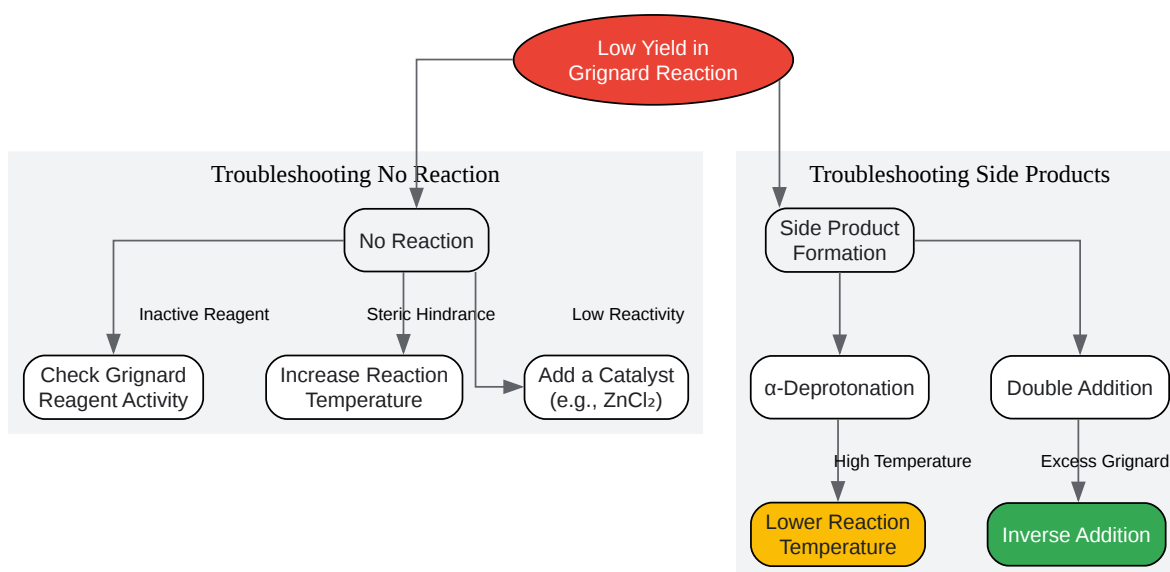 Low Yield in
Grignard Reaction
Troubleshooting No Reaction
Troubleshooting Side Products
No Reaction
Side Product
Formation
Inactive Reagent
Steric Hindrance
Low Reactivity
Check Grignard
Reagent Activity
Increase Reaction
Temperature
Add a Catalyst
(e.g., ZnCl₂)
α-Deprotonation
Double Addition
High Temperature
Excess Grignard
Lower Reaction
Temperature
Inverse Addition